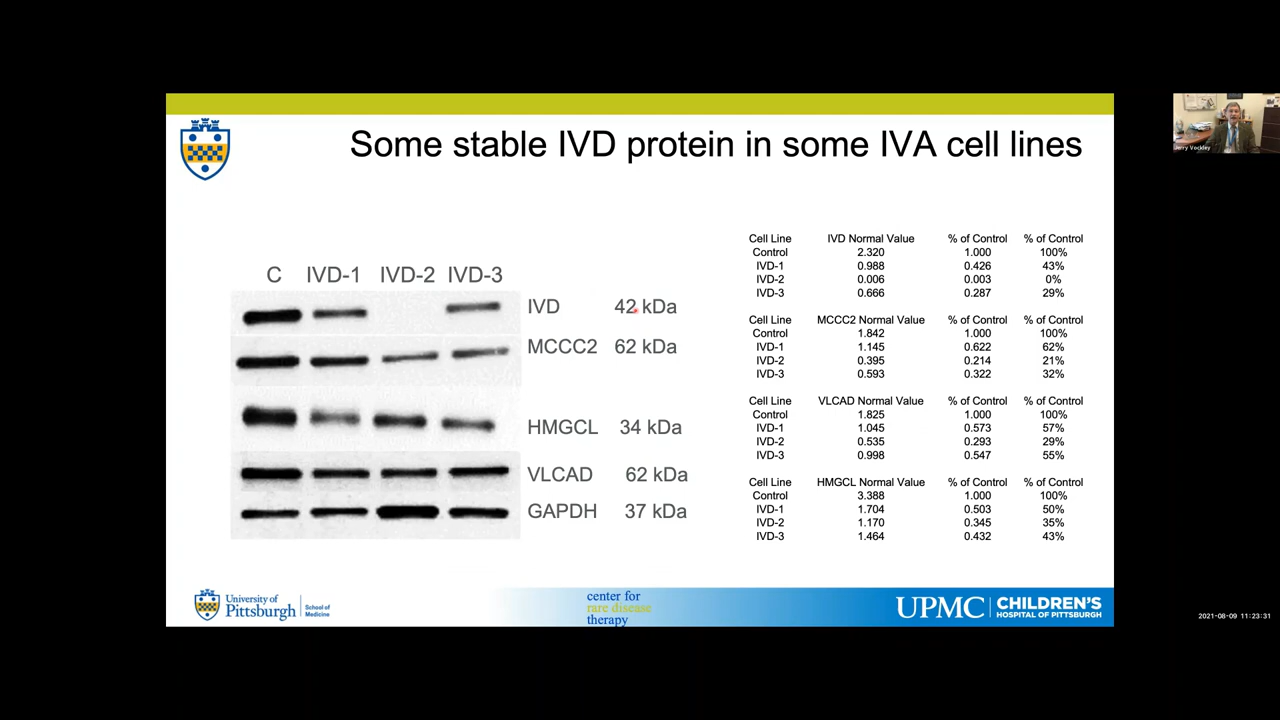 Some stable IVD protein in some IVA cell lines
C IVD-1 IVD-2 IVD-3
IVD 42 kDa
MCCC2 62 kDa
HMGCL 34 kDa
VLCAD 62 kDa
GAPDH 37 kDa
Cell Line IVD Normal Value % of Control % of Control
Control 2.320 1.000 100%
IVD-1 0.988 0.426 43%
IVD-2 0.006 0.003 0%
IVD-3 0.666 0.287 29%
Cell Line MCCC2 Normal Value % of Control % of Control
Control 1.842 1.000 100%
IVD-1 1.145 0.622 62%
IVD-2 0.395 0.214 21%
IVD-3 0.593 0.322 32%
Cell Line VLCAD Normal Value % of Control % of Control
Control 1.825 1.000 100%
IVD-1 1.045 0.573 57%
IVD-2 0.535 0.293 29%
IVD-3 0.998 0.547 55%
Cell Line HMGCL Normal Value % of Control % of Control
Control 3.388 1.000 100%
IVD-1 1.704 0.503 50%
IVD-2 1.170 0.345 35%
IVD-3 1.464 0.432 43%
University of
Pittsburgh
School of
Medicine
center for
rare disease
therapy
UPMC
CHILDREN'S
HOSPITAL OF PITTSBURGH
Jerry Vockley
2021-08-09 11:23:31